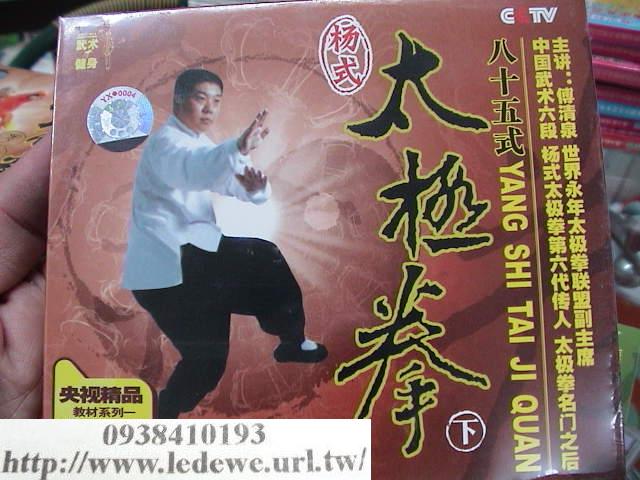 CCTV
武术
健身
YX●0004
杨式
太极拳
下
八十五式 YANG SHI TAI JI QUAN
主讲：傅清泉 世界永年太极拳联盟副主席
中国武术六段 杨式太极拳第六代传人 太极拳名门之后
央视精品
教材系列一
0938410193
http://www.ledewe.url.tw/